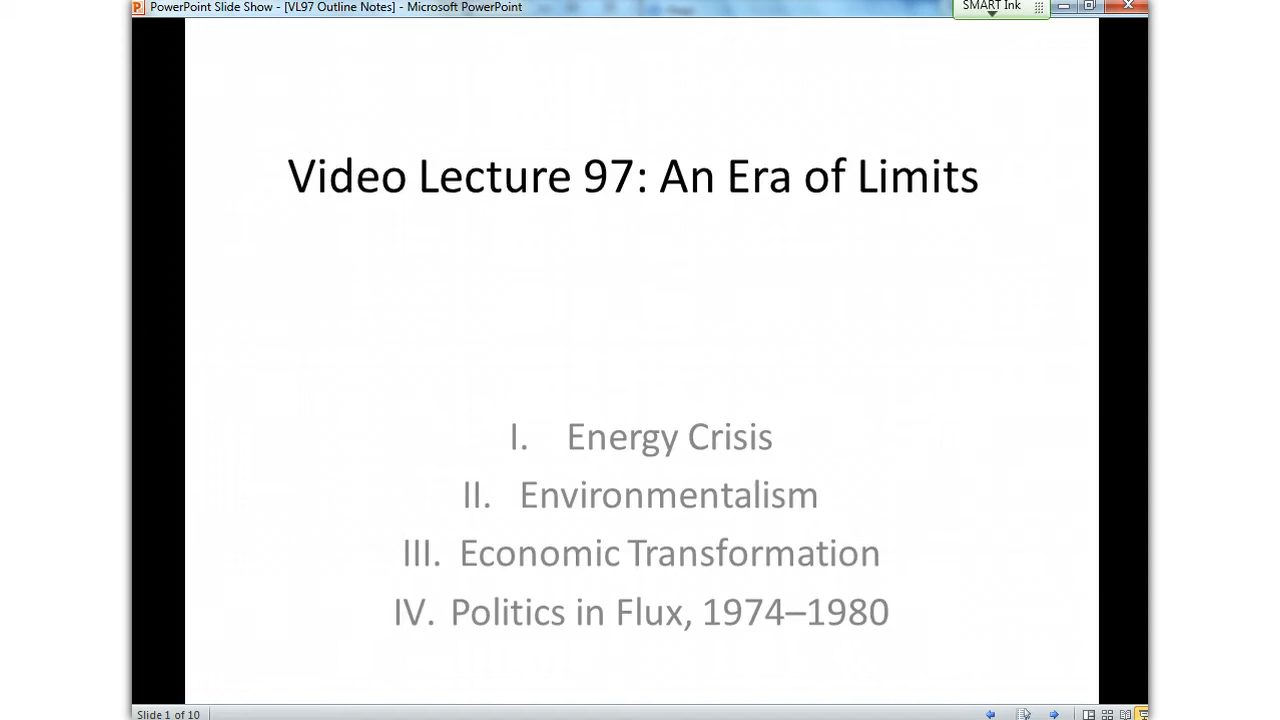 PowerPoint Slide Show - [VL97 Outline Notes] - Microsoft PowerPoint
SMART Ink
Video Lecture 97: An Era of Limits
I. Energy Crisis
II. Environmentalism
III. Economic Transformation
IV. Politics in Flux, 1974–1980
Slide 1 of 10